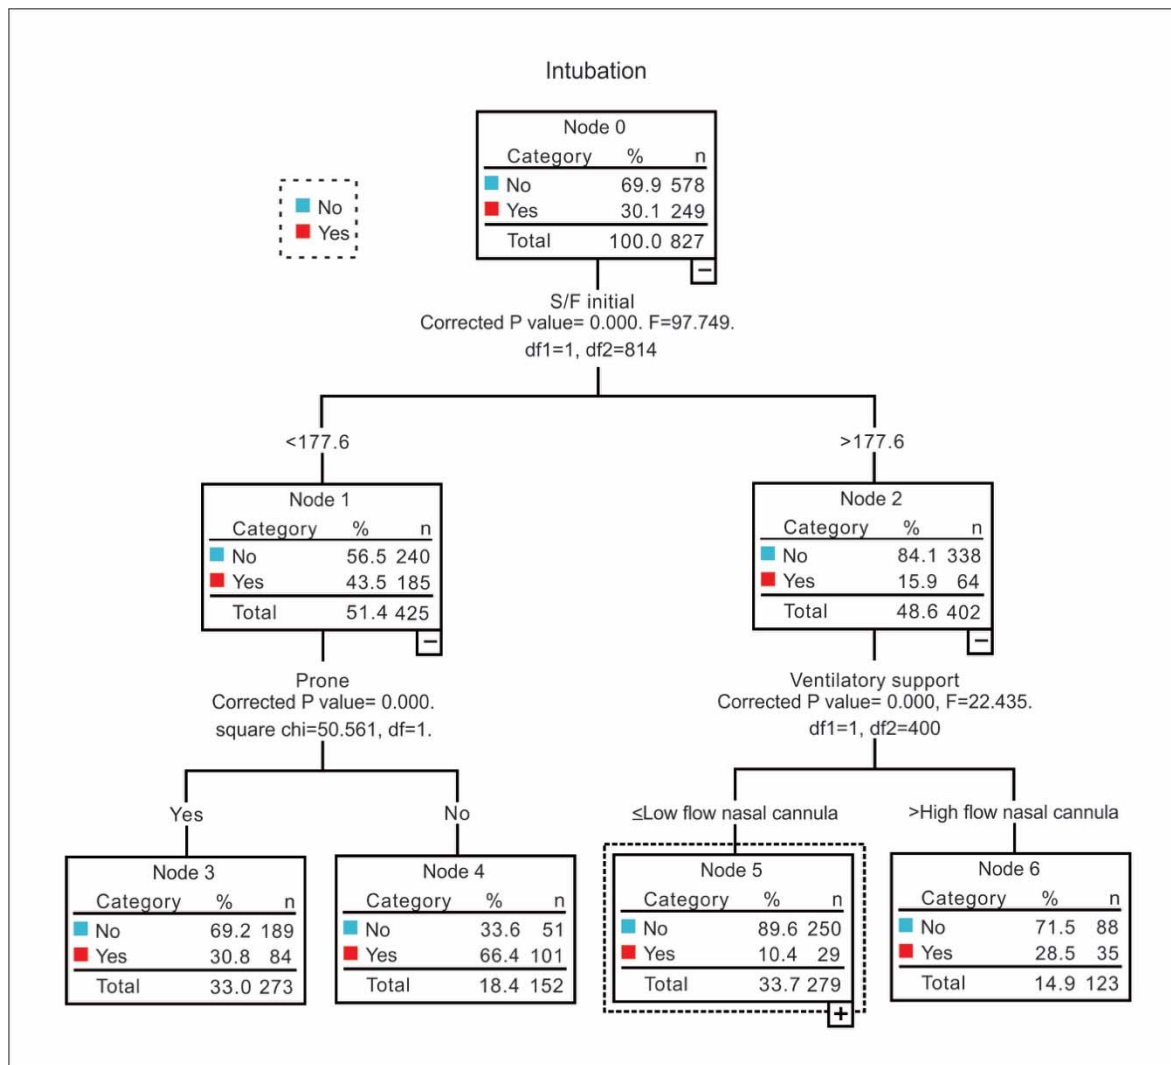 Intubation
Node 0
Category % n
No 69.9 578
Yes 30.1 249
Total 100.0 827
No
Yes
S/F initial
Corrected P value= 0.000. F=97.749.
df1=1, df2=814
<177.6
>177.6
Node 1
Category % n
No 56.5 240
Yes 43.5 185
Total 51.4 425
Node 2
Category % n
No 84.1 338
Yes 15.9 64
Total 48.6 402
Prone
Corrected P value= 0.000.
square chi=50.561, df=1.
Ventilatory support
Corrected P value= 0.000, F=22.435.
df1=1, df2=400
Yes
No
≤Low flow nasal cannula
>High flow nasal cannula
Node 3
Category % n
No 69.2 189
Yes 30.8 84
Total 33.0 273
Node 4
Category % n
No 33.6 51
Yes 66.4 101
Total 18.4 152
Node 5
Category % n
No 89.6 250
Yes 10.4 29
Total 33.7 279
Node 6
Category % n
No 71.5 88
Yes 28.5 35
Total 14.9 123